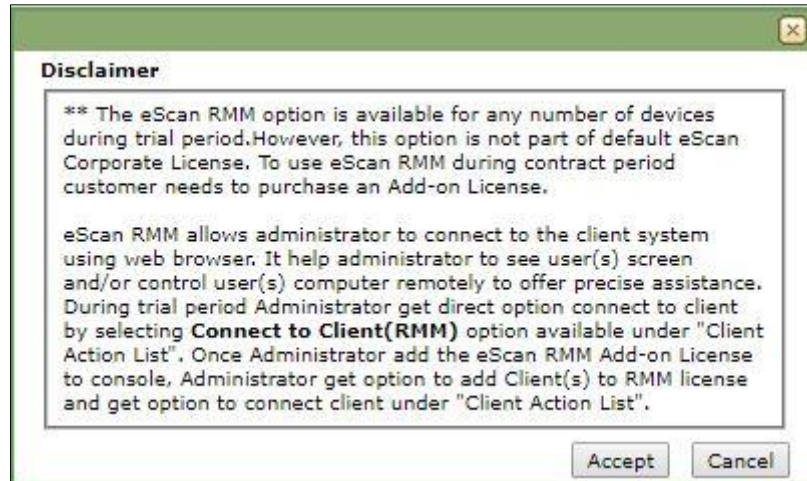 Disclaimer
** The eScan RMM option is available for any number of devices
during trial period.However, this option is not part of default eScan
Corporate License. To use eScan RMM during contract period
customer needs to purchase an Add-on License.
eScan RMM allows administrator to connect to the client system
using web browser. It help administrator to see user(s) screen
and/or control user(s) computer remotely to offer precise assistance.
During trial period Administrator get direct option connect to client
by selecting Connect to Client(RMM) option available under "Client
Action List". Once Administrator add the eScan RMM Add-on License
to console, Administrator get option to add Client(s) to RMM license
and get option to connect client under "Client Action List".
Accept Cancel